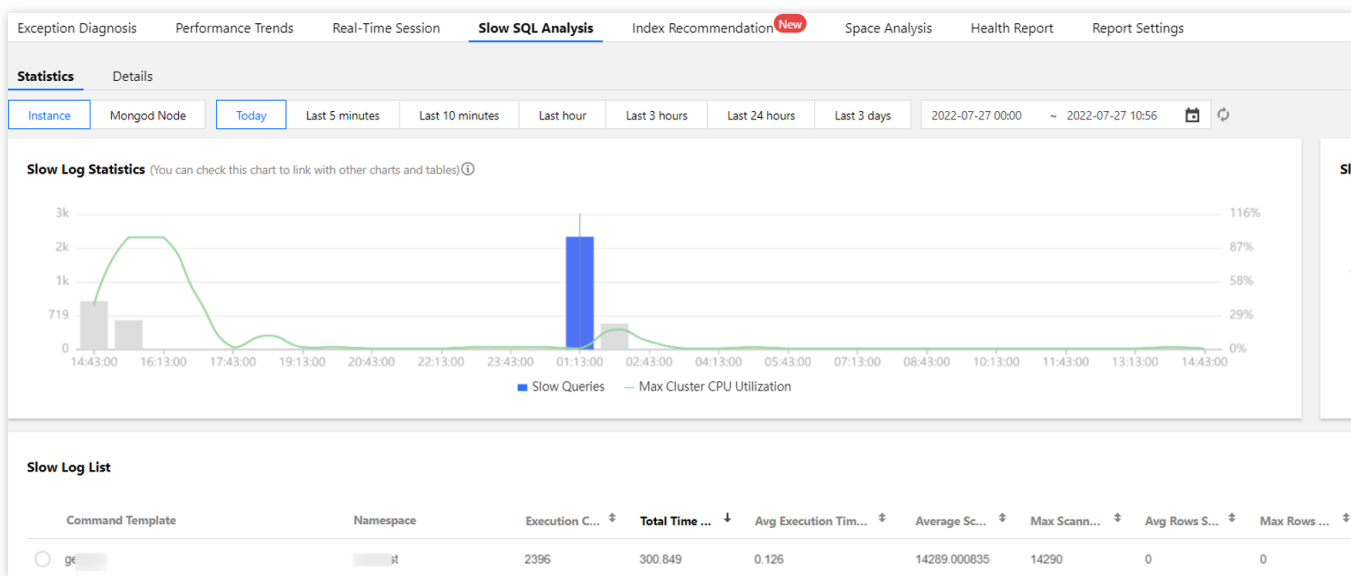 Exception Diagnosis Performance Trends Real-Time Session Slow SQL Analysis Index Recommendation New Space Analysis Health Report Report Settings
Statistics Details
Instance Mongod Node Today Last 5 minutes Last 10 minutes Last hour Last 3 hours Last 24 hours Last 3 days 2022-07-27 00:00 ~ 2022-07-27 10:56
Slow Log Statistics (You can check this chart to link with other charts and tables)
Sl
3k 116%
2k 87%
1k 58%
719 29%
0 0%
14:43:00 16:13:00 17:43:00 19:13:00 20:43:00 22:13:00 23:43:00 01:13:00 02:43:00 04:13:00 05:43:00 07:13:00 08:43:00 10:13:00 11:43:00 13:13:00 14:43:00
Slow Queries Max Cluster CPU Utilization
Slow Log List
Command Template Namespace Execution C... Total Time ... Avg Execution Tim... Average Sc... Max Scann... Avg Rows S... Max Rows ...
ge st 2396 300.849 0.126 14289.000835 14290 0 0